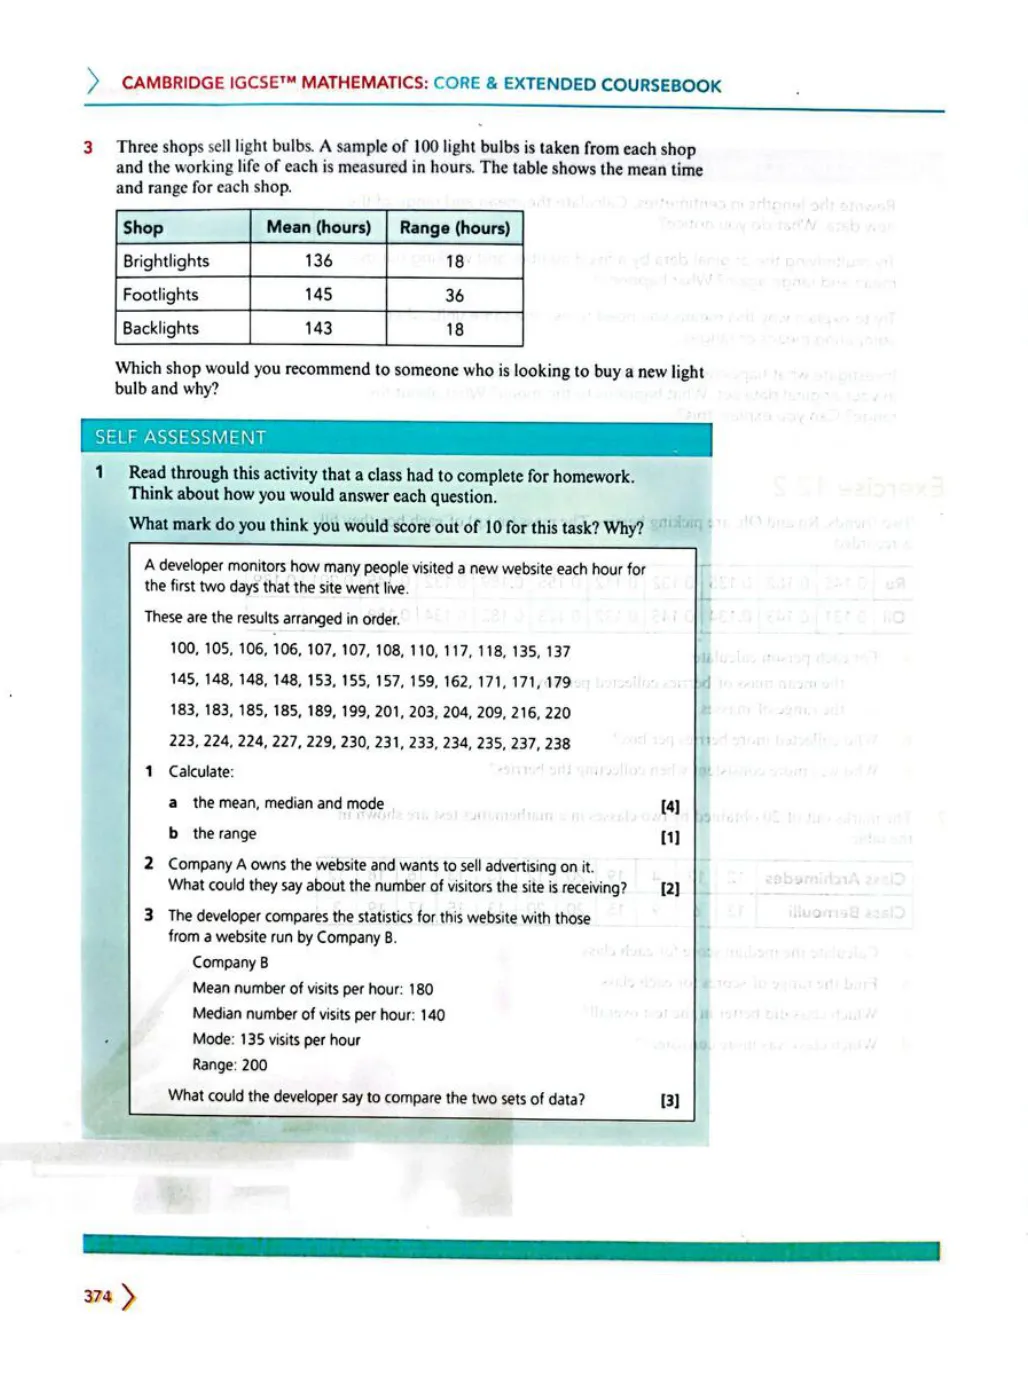 CAMBRIDGE IGCSE™ MATHEMATICS: CORE & EXTENDED COURSEBOOK
3 Three shops sell light bulbs. A sample of 100 light bulbs is taken from each shop
and the working life of each is measured in hours. The table shows the mean time
and range for each shop.
Shop Mean (hours) Range (hours)
Brightlights 136 18
Footlights 145 36
Backlights 143 18
Which shop would you recommend to someone who is looking to buy a new light
bulb and why?
SELF ASSESSMENT
1 Read through this activity that a class had to complete for homework.
Think about how you would answer each question.
What mark do you think you would score out of 10 for this task? Why?
A developer monitors how many people visited a new website each hour for
the first two days that the site went live.
These are the results arranged in order.
100, 105, 106, 106, 107, 107, 108, 110, 117, 118, 135, 137
145, 148, 148, 148, 153, 155, 157, 159, 162, 171, 171, 179
183, 183, 185, 185, 189, 199, 201, 203, 204, 209, 216, 220
223, 224, 224, 227, 229, 230, 231, 233, 234, 235, 237, 238
1 Calculate:
a the mean, median and mode [4]
b the range [1]
2 Company A owns the website and wants to sell advertising on it.
What could they say about the number of visitors the site is receiving? [2]
3 The developer compares the statistics for this website with those
from a website run by Company B.
Company B
Mean number of visits per hour: 180
Median number of visits per hour: 140
Mode: 135 visits per hour
Range: 200
What could the developer say to compare the two sets of data? [3]
374